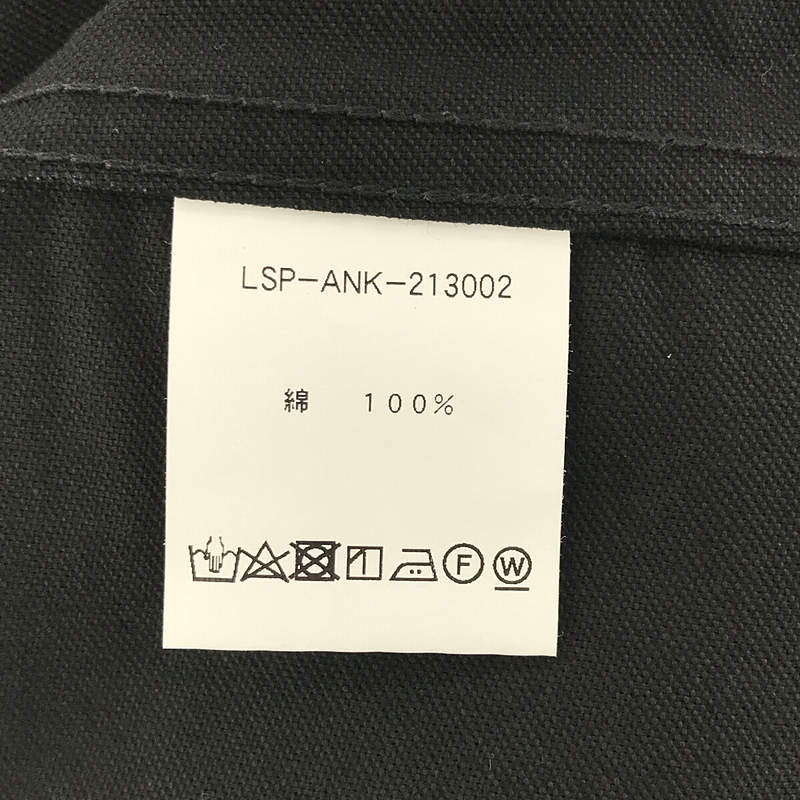 LSP-ANK-213002
綿 100%
F W